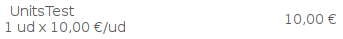 UnitsTest
1 ud x 10,00 €/ud 10,00 €